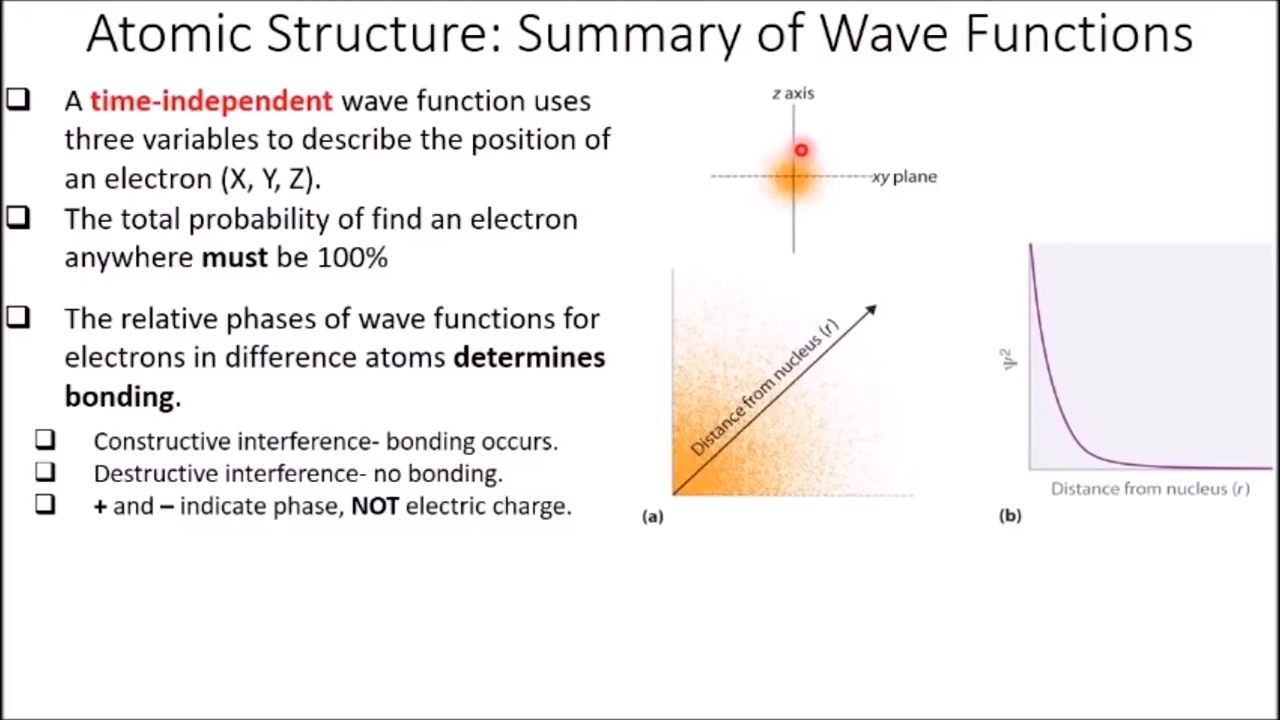 Atomic Structure: Summary of Wave Functions
A time-independent wave function uses
three variables to describe the position of
an electron (X, Y, Z).
The total probability of find an electron
anywhere must be 100%
The relative phases of wave functions for
electrons in difference atoms determines
bonding.
Constructive interference- bonding occurs.
Destructive interference- no bonding.
+ and – indicate phase, NOT electric charge.
z axis
xy plane
Distance from nucleus (r)
(a)
Ψ²
Distance from nucleus (r)
(b)